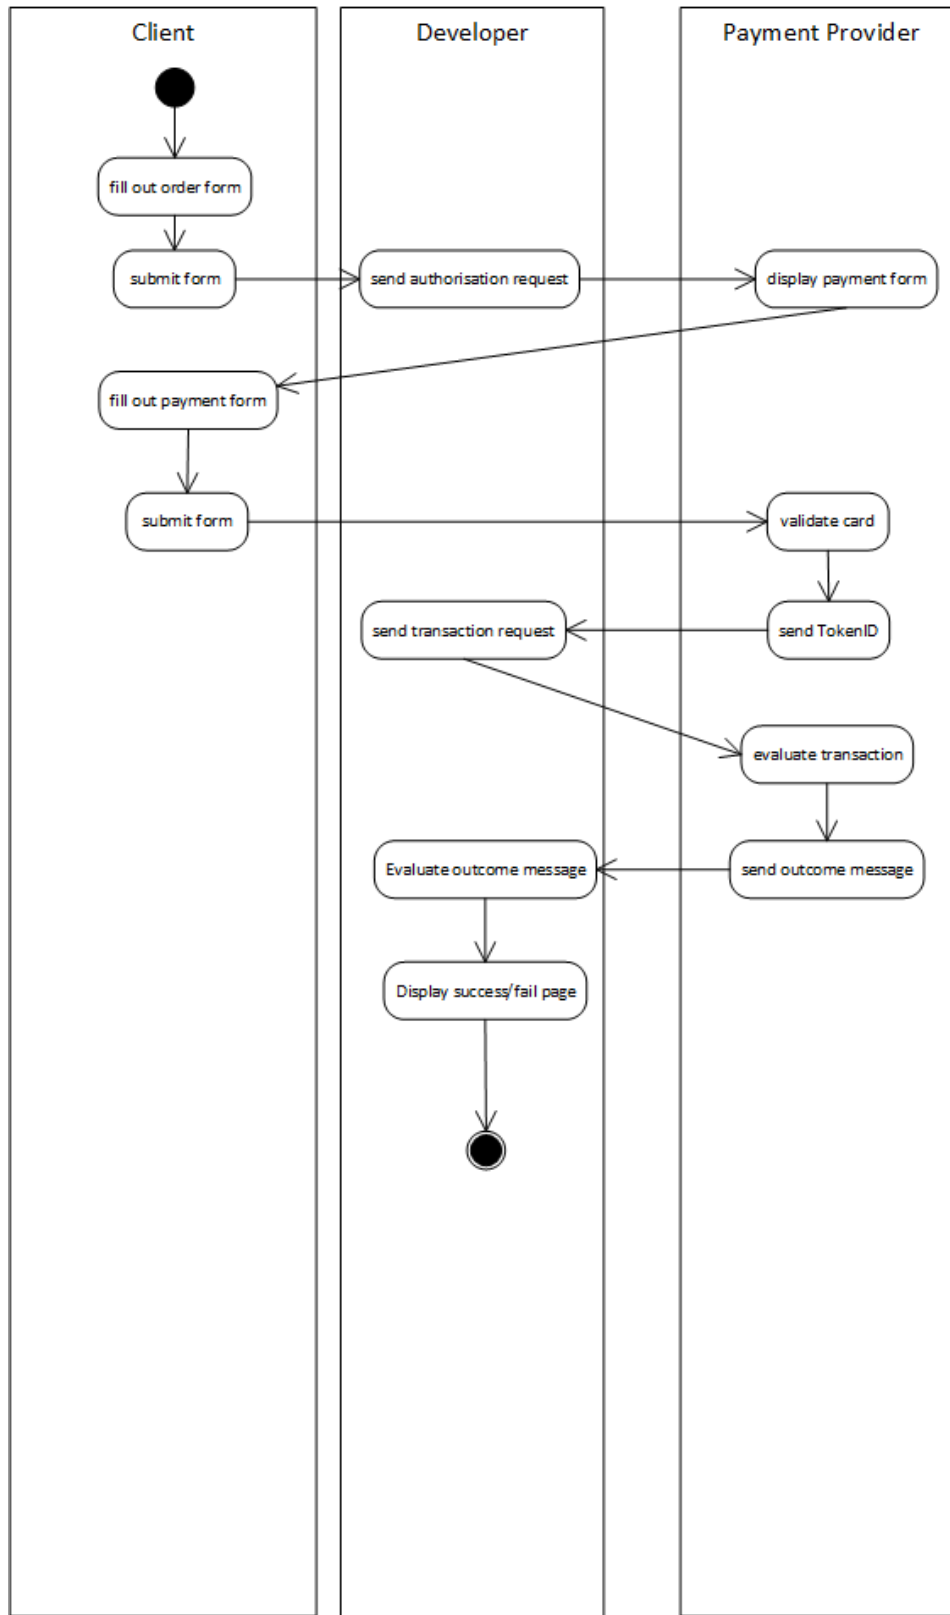 Client
Developer
Payment Provider
fill out order form
submit form
send authorisation request
display payment form
fill out payment form
submit form
validate card
send transaction request
send TokenID
evaluate transaction
Evaluate outcome message
send outcome message
Display success/fail page